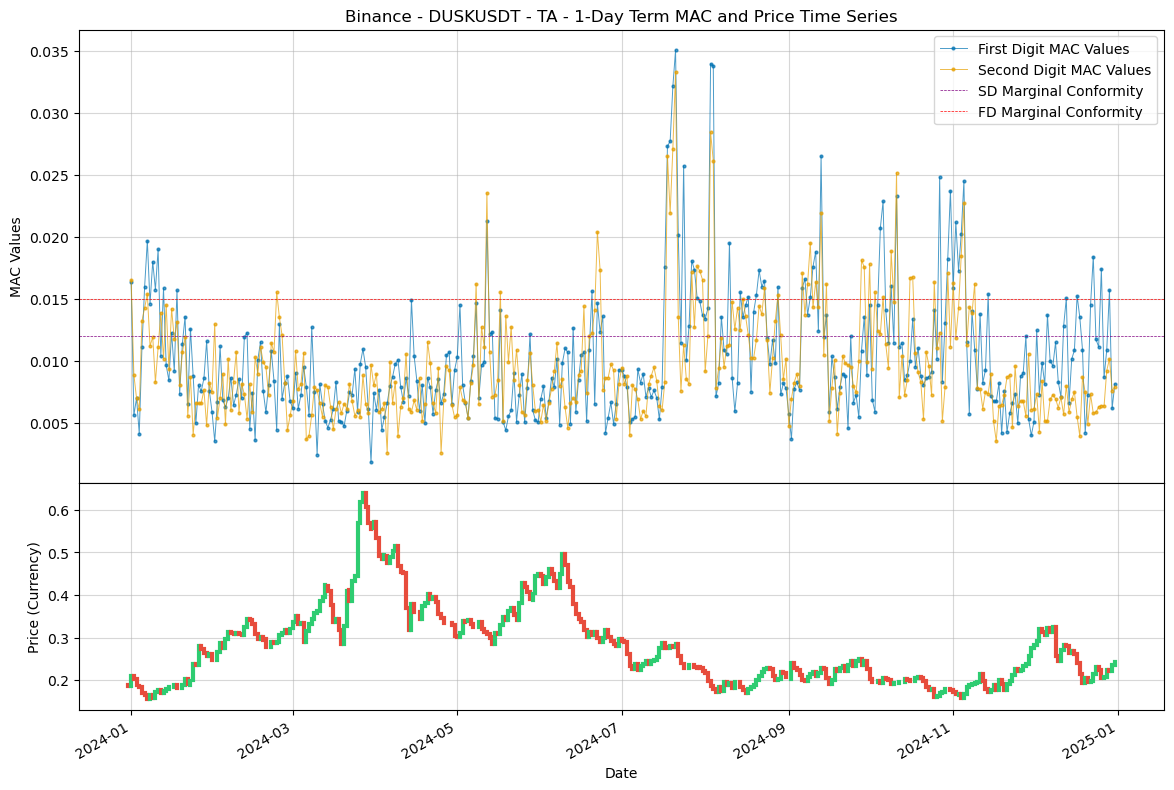 Binance - DUSKUSDT - TA - 1-Day Term MAC and Price Time Series
First Digit MAC Values
Second Digit MAC Values
SD Marginal Conformity
FD Marginal Conformity
MAC Values
0.035
0.030
0.025
0.020
0.015
0.010
0.005
Price (Currency)
0.6
0.5
0.4
0.3
0.2
2024-01
2024-03
2024-05
2024-07
2024-09
2024-11
2025-01
Date